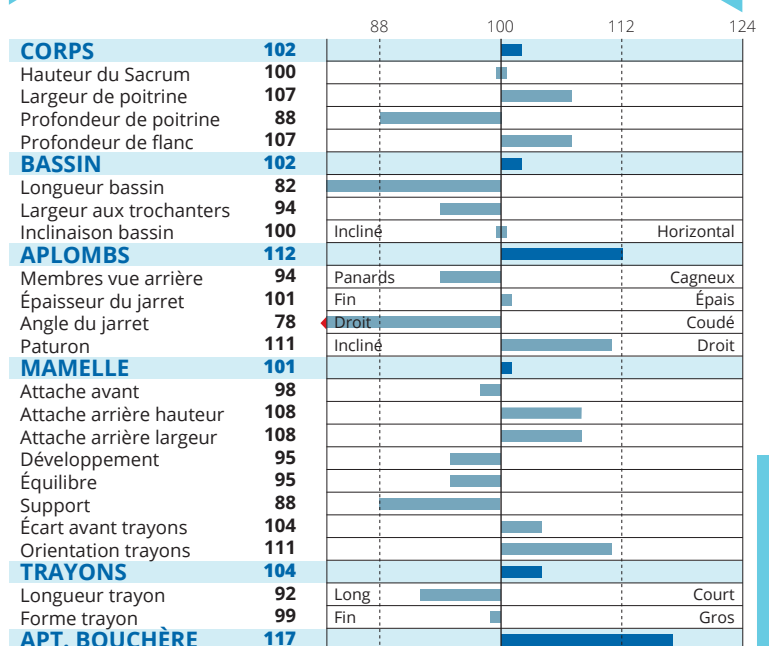 88 100 112 124
CORPS 102
Hauteur du Sacrum 100
Largeur de poitrine 107
Profondeur de poitrine 88
Profondeur de flanc 107
BASSIN 102
Longueur bassin 82
Largeur aux trochanters 94
Inclinaison bassin 100 Incliné Horizontal
APLOMBS 112
Membres vue arrière 94 Panards Cagneux
Épaisseur du jarret 101 Fin Épais
Angle du jarret 78 Droit Coudé
Paturon 111 Incliné Droit
MAMELLE 101
Attache avant 98
Attache arrière hauteur 108
Attache arrière largeur 108
Développement 95
Équilibre 95
Support 88
Écart avant trayons 104
Orientation trayons 111
TRAYONS 104
Longueur trayon 92 Long Court
Forme trayon 99 Fin Gros
APT. BOUCHÈRE 117